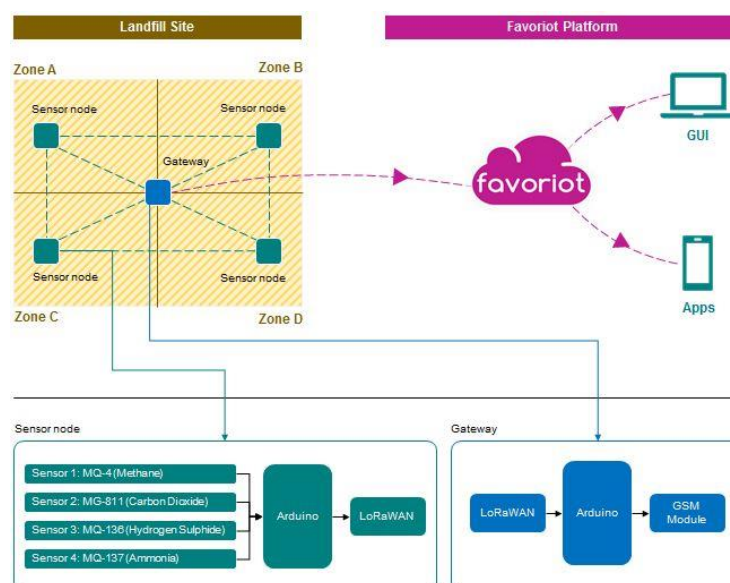 Landfill Site
Favoriot Platform
Zone A
Zone B
Sensor node
Sensor node
Gateway
Sensor node
Sensor node
Zone C
Zone D
favoriot
GUI
Apps
Sensor node
Gateway
Sensor 1: MQ-4 (Methane)
Sensor 2: MG-811 (Carbon Dioxide)
Sensor 3: MQ-136 (Hydrogen Sulphide)
Sensor 4: MQ-137 (Ammonia)
Arduino
LoRaWAN
LoRaWAN
Arduino
GSM
Module